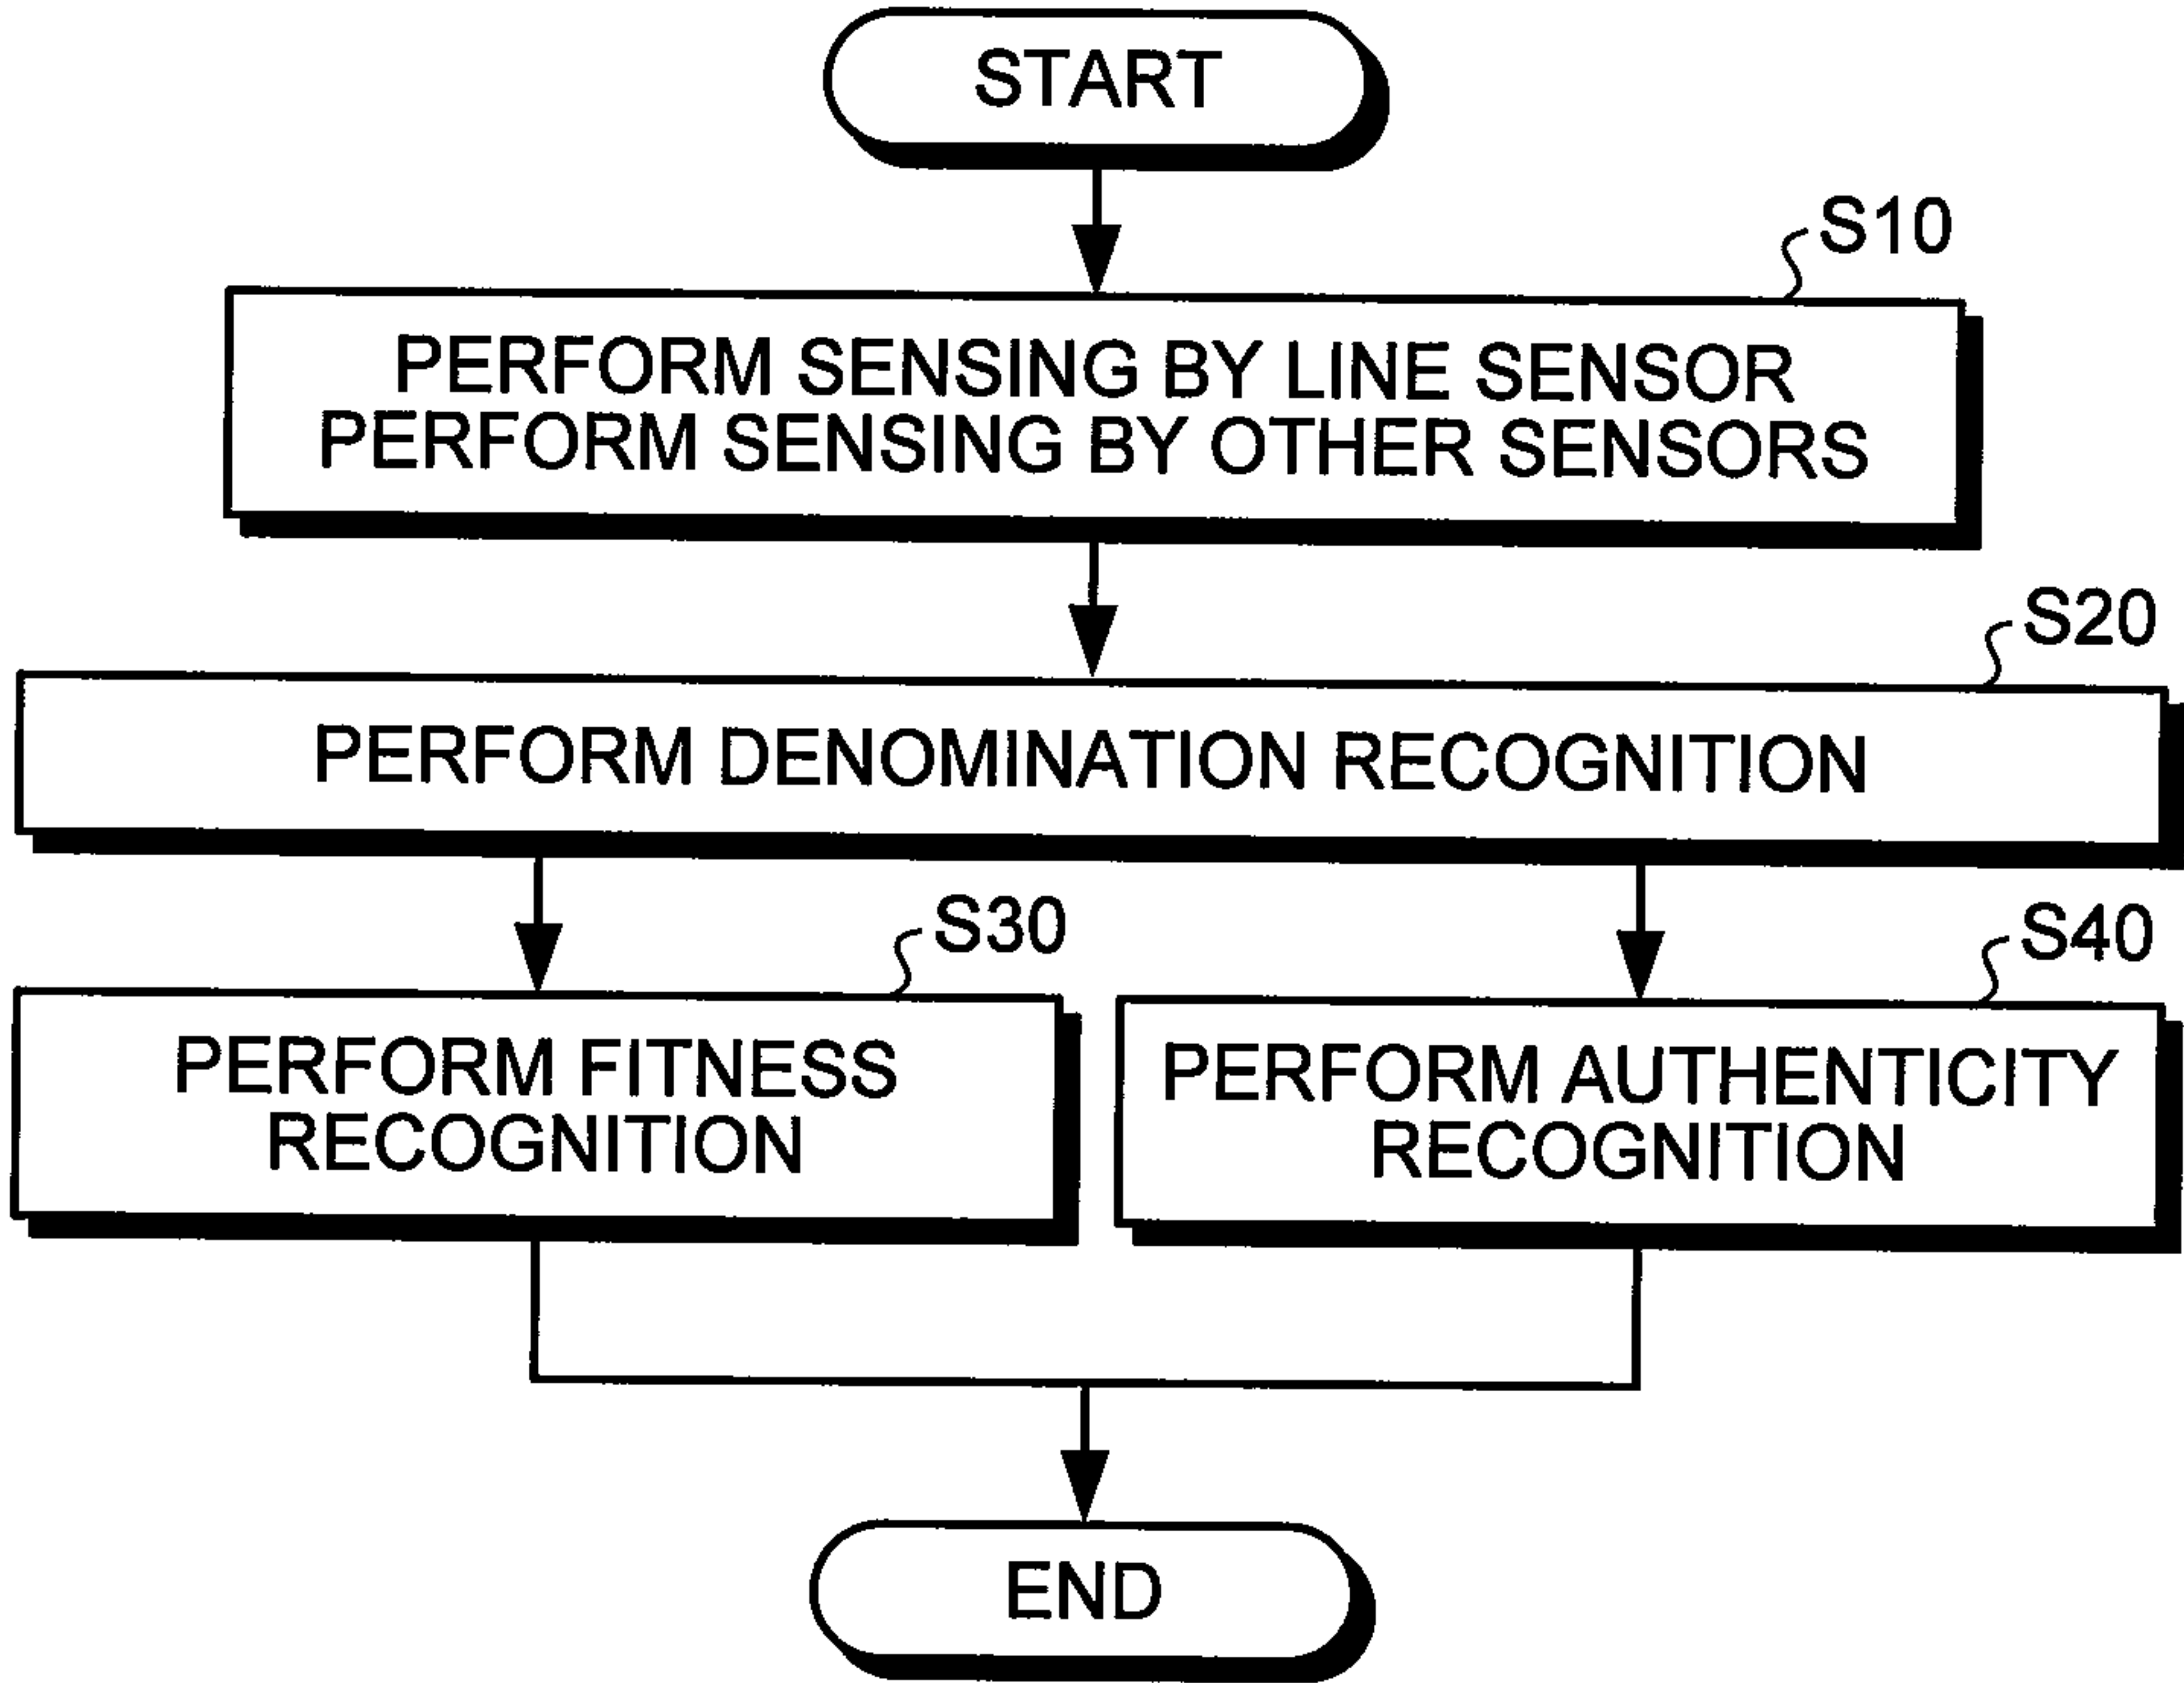 START
S10
PERFORM SENSING BY LINE SENSOR
PERFORM SENSING BY OTHER SENSORS
S20
PERFORM DENOMINATION RECOGNITION
S30
PERFORM FITNESS
RECOGNITION
S40
PERFORM AUTHENTICITY
RECOGNITION
END